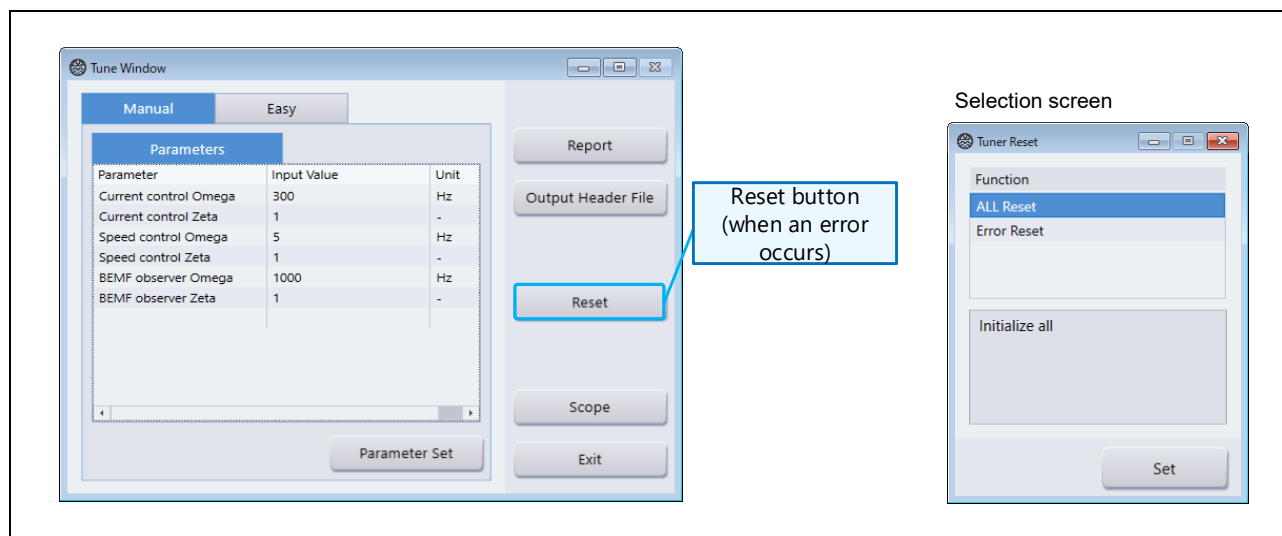 Tune Window
Manual Easy
Parameters
Parameter Input Value Unit
Current control Omega 300 Hz
Current control Zeta 1 -
Speed control Omega 5 Hz
Speed control Zeta 1 -
BEMF observer Omega 1000 Hz
BEMF observer Zeta 1 -
Parameter Set
Report
Output Header File
Reset
Scope
Exit
Reset button
(when an error
occurs)
Selection screen
Tuner Reset
Function
ALL Reset
Error Reset
Initialize all
Set